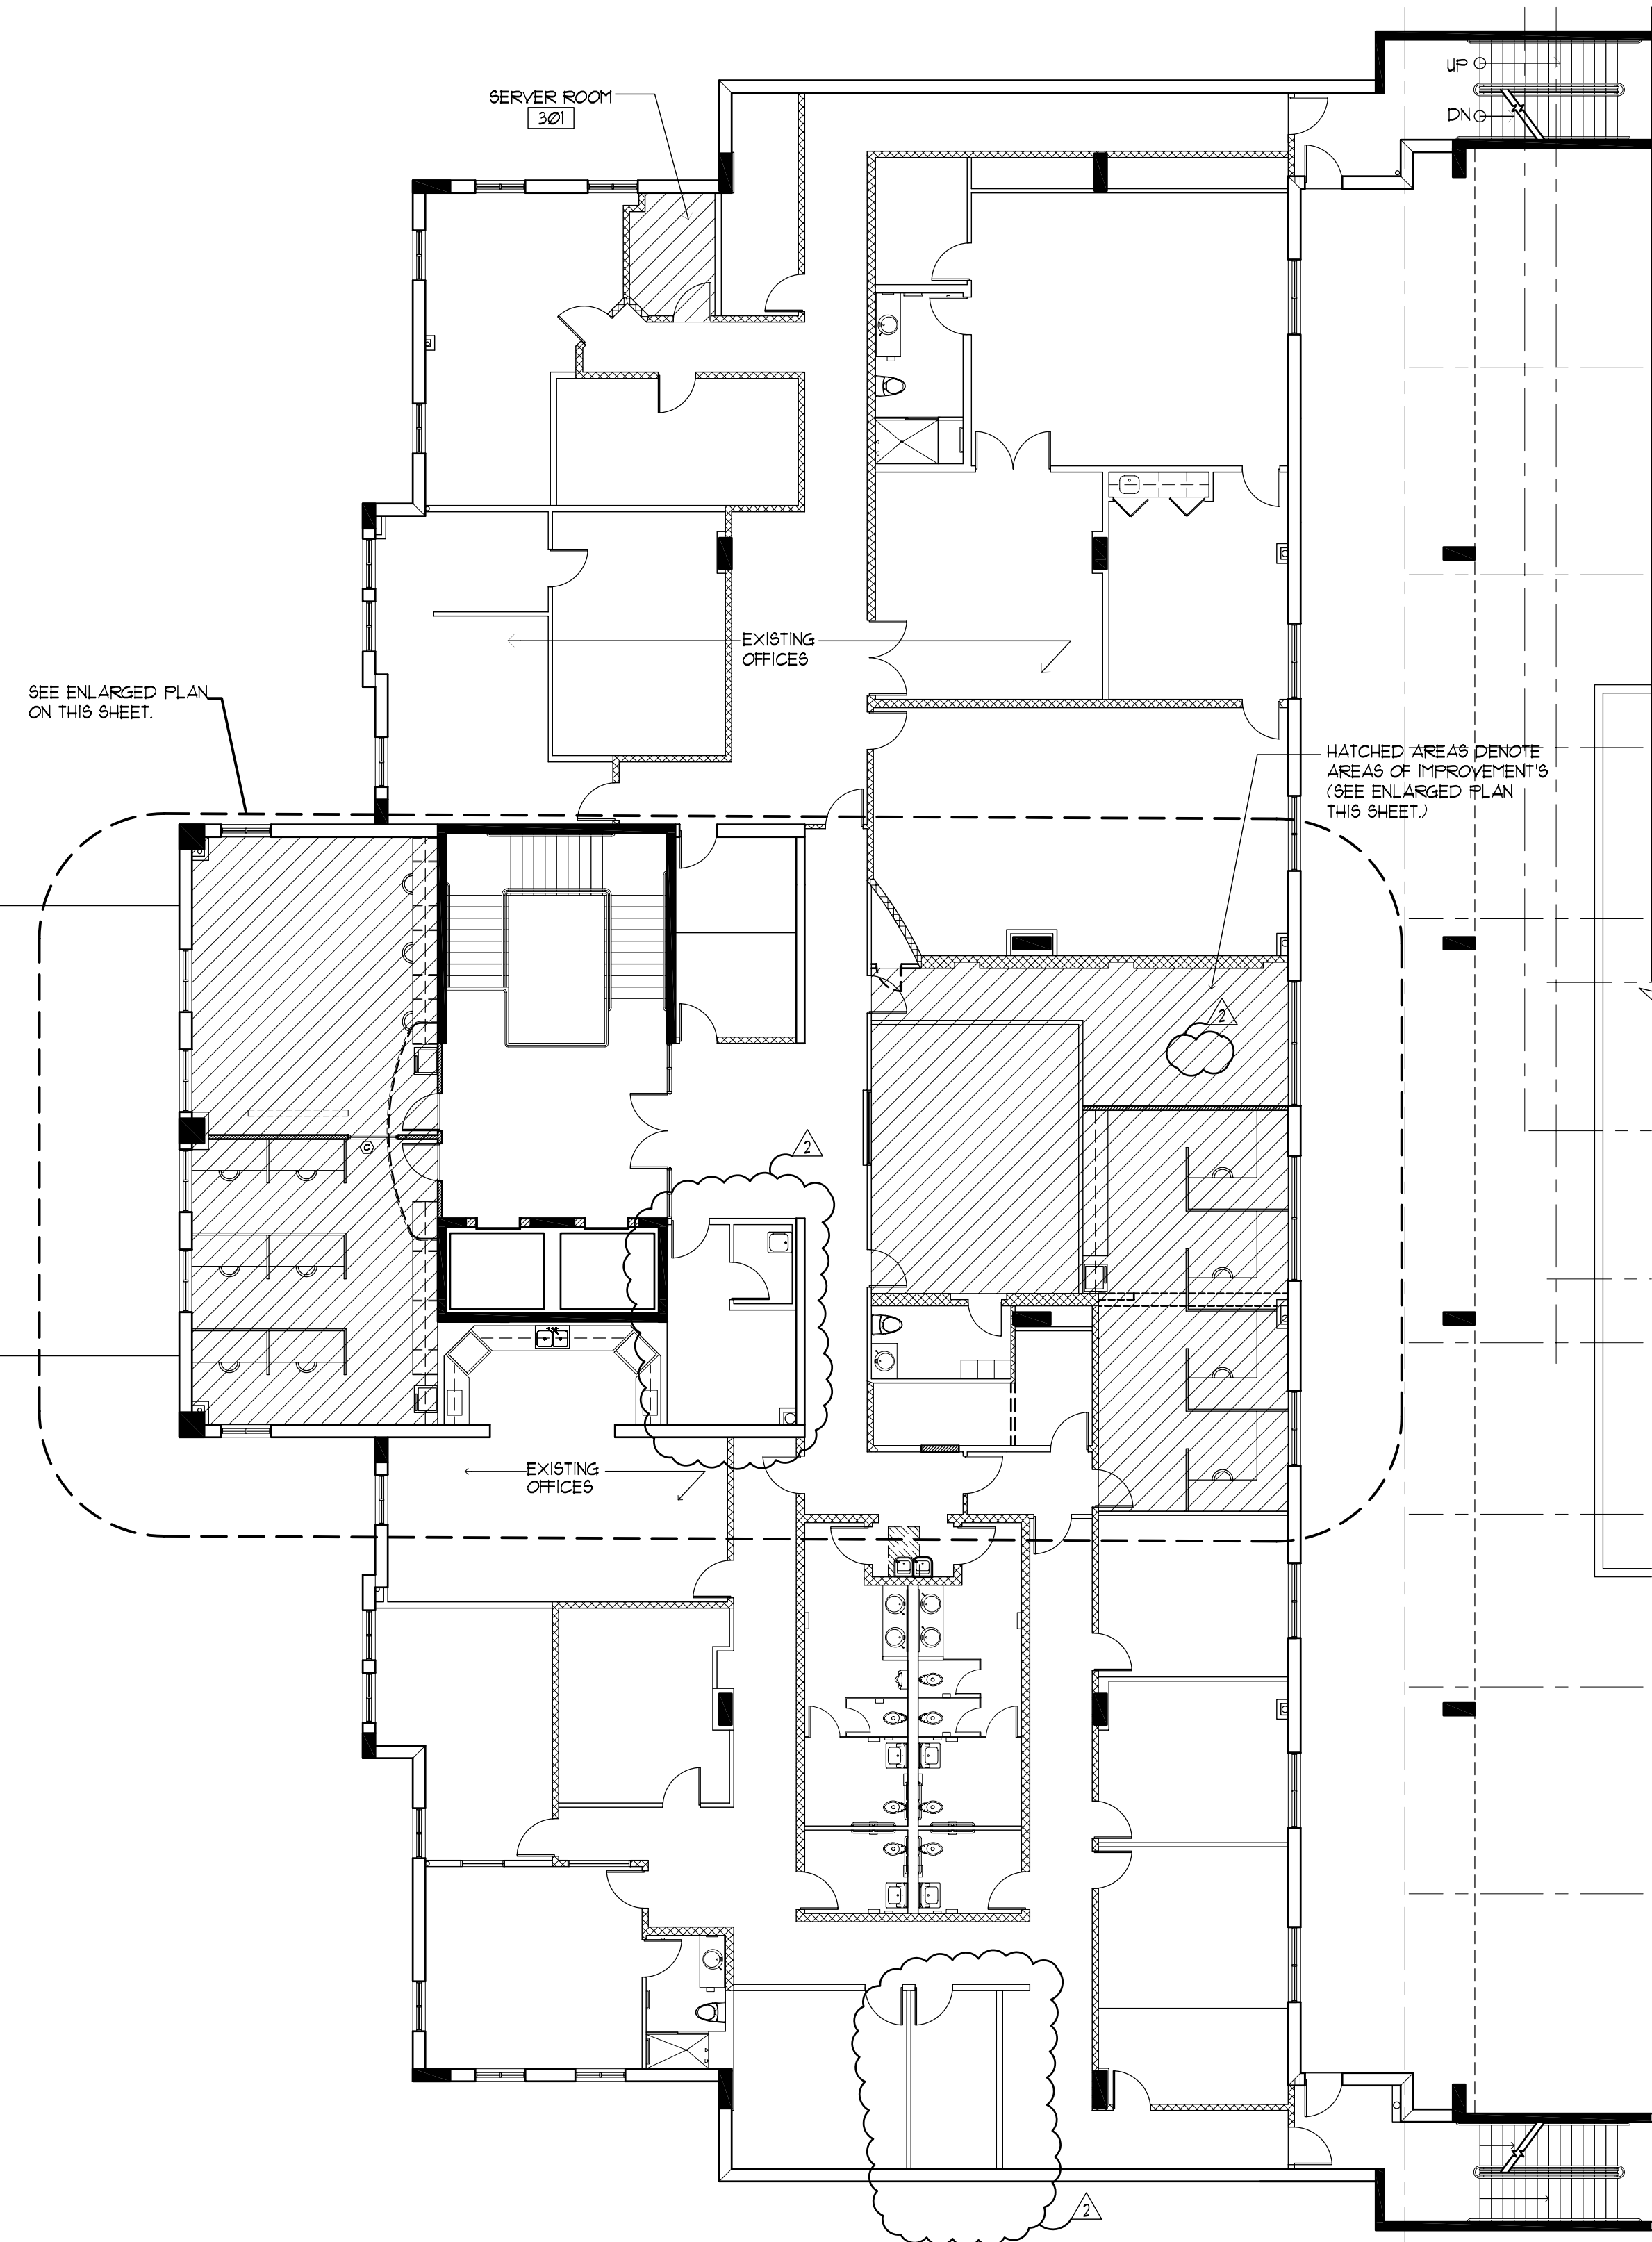 UP
DN
SERVER ROOM
301
EXISTING
OFFICES
SEE ENLARGED PLAN
ON THIS SHEET.
HATCHED AREAS DENOTE
AREAS OF IMPROVEMENT'S
(SEE ENLARGED PLAN
THIS SHEET.)
2
C
2
EXISTING
OFFICES
2